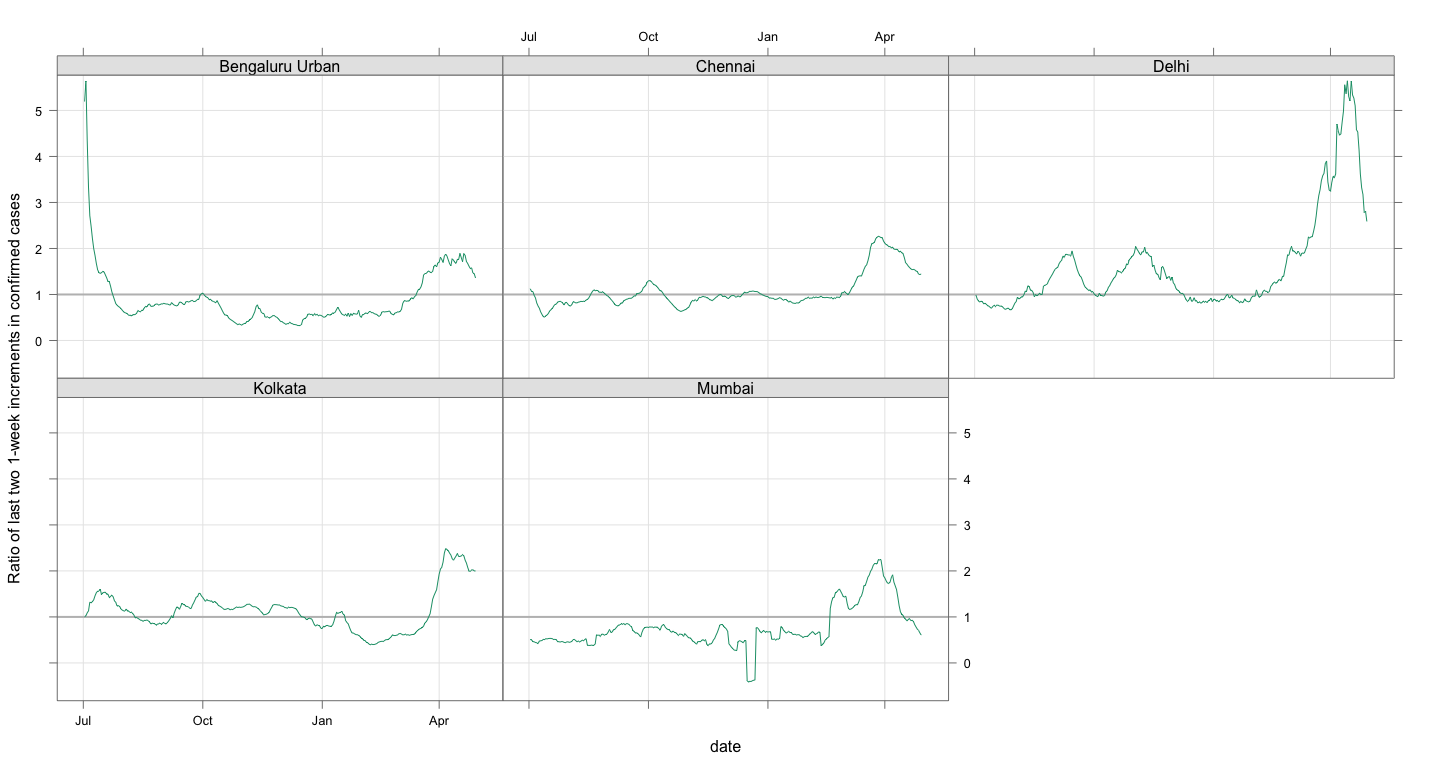 Jul Oct Jan Apr
Bengaluru Urban Chennai Delhi
5
4
3
2
1
0
Kolkata Mumbai
5
4
3
2
1
0
Jul Oct Jan Apr
date
Ratio of last two 1-week increments in confirmed cases